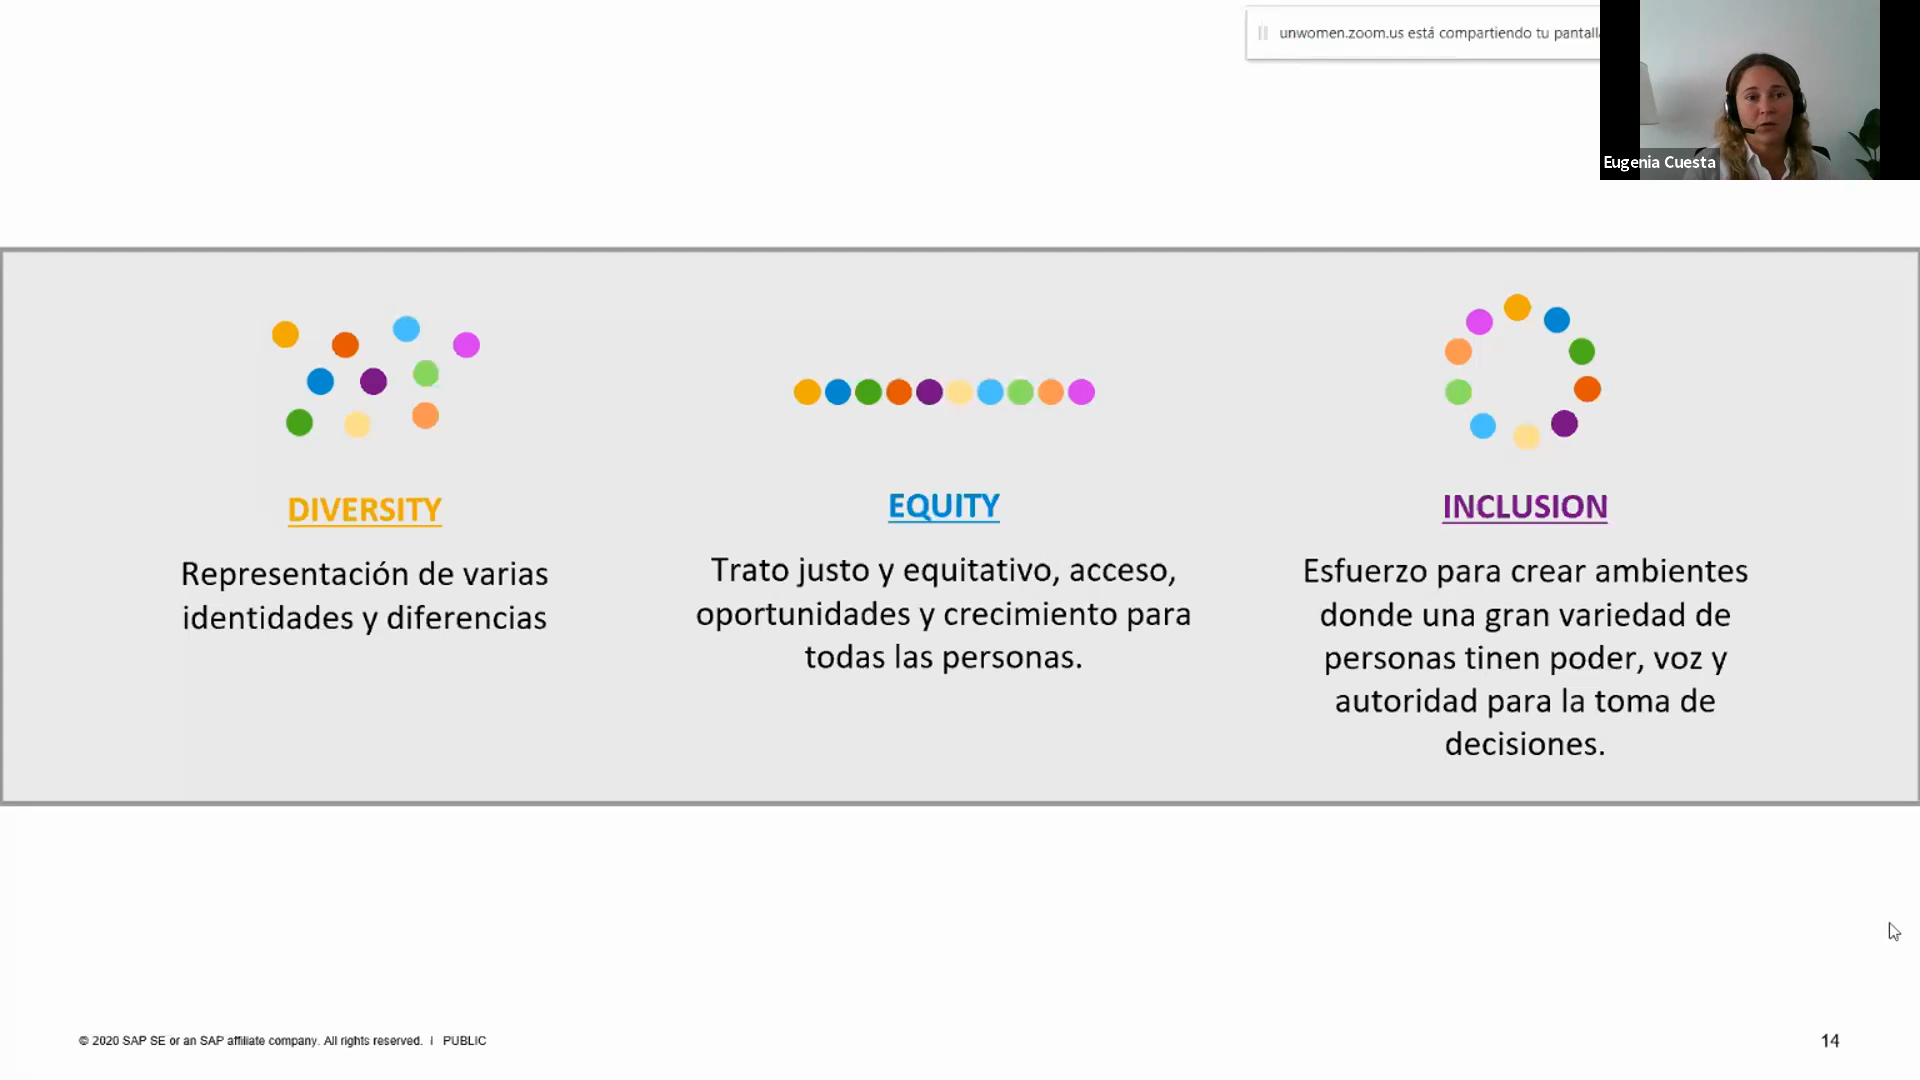 unwomen.zoom.us está compartiendo tu
Eugenia Cuesta
DIVERSITY
Representación de varias
identidades y diferencias
EQUITY
Trato justo y equitativo, acceso,
oportunidades y crecimiento para
todas las personas.
INCLUSION
Esfuerzo para crear ambientes
donde una gran variedad de
personas tinen poder, voz y
autoridad para la toma de
decisiones.
© 2020 SAP SE or an SAP affiliate company. All rights reserved. | PUBLIC
14